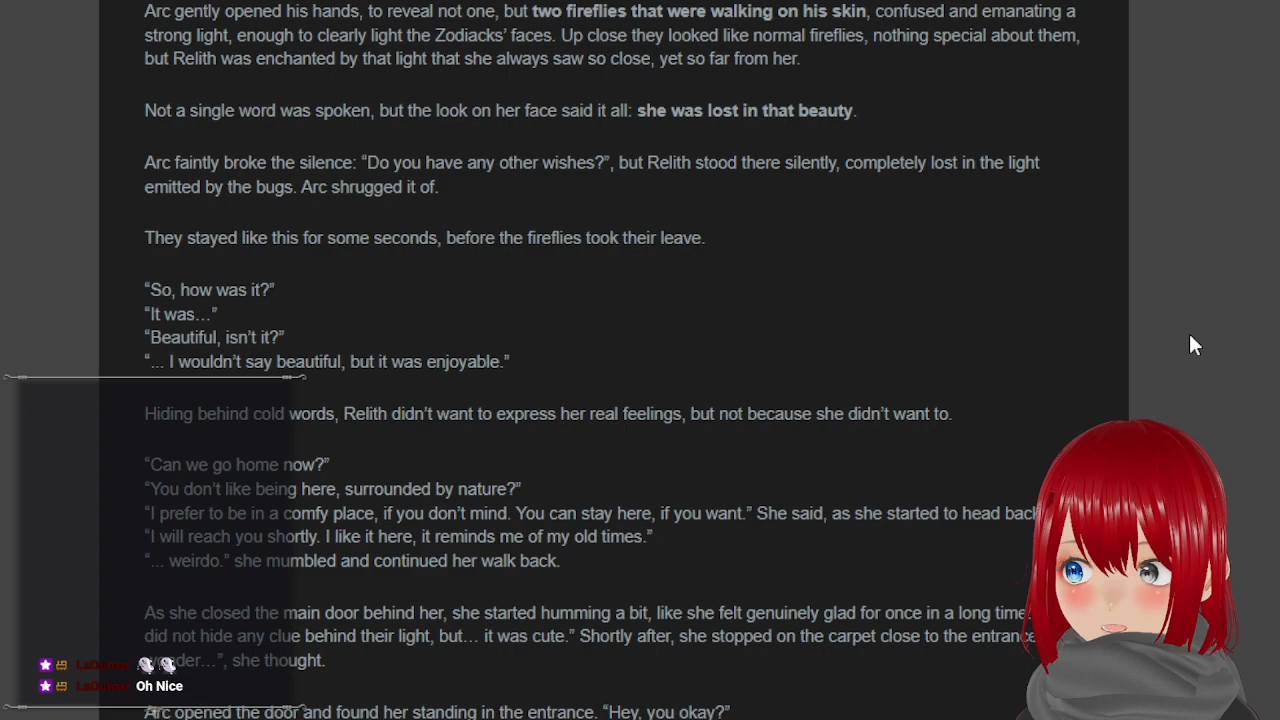 Arc gently opened his hands, to reveal not one, but two fireflies that were walking on his skin, confused and emanating a
strong light, enough to clearly light the Zodiacks’ faces. Up close they looked like normal fireflies, nothing special about them,
but Relith was enchanted by that light that she always saw so close, yet so far from her.
Not a single word was spoken, but the look on her face said it all: she was lost in that beauty.
Arc faintly broke the silence: “Do you have any other wishes?”, but Relith stood there silently, completely lost in the light
emitted by the bugs. Arc shrugged it of.
They stayed like this for some seconds, before the fireflies took their leave.
“So, how was it?”
“It was…”
“Beautiful, isn’t it?”
“… I wouldn’t say beautiful, but it was enjoyable.”
Hiding behind cold words, Relith didn’t want to express her real feelings, but not because she didn’t want to.
“Can we go home now?”
“You don’t like being here, surrounded by nature?”
“I prefer to be in a comfy place, if you don’t mind. You can stay here, if you want.” She said, as she started to head back
“I will reach you shortly. I like it here, it reminds me of my old times.”
“… weirdo.” she mumbled and continued her walk back.
As she closed the main door behind her, she started humming a bit, like she felt genuinely glad for once in a long time
did not hide any clue behind their light, but… it was cute.” Shortly after, she stopped on the carpet close to the entrance
”, she thought.
Oh Nice
Arc opened the door and found her standing in the entrance. “Hey, you okay?”